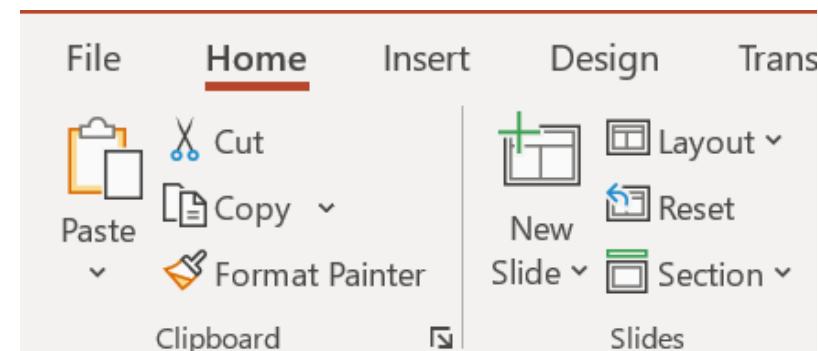 File Home Insert Design Trans
Cut
Copy
Paste
Format Painter
Clipboard
New
Slide
Layout
Reset
Section
Slides